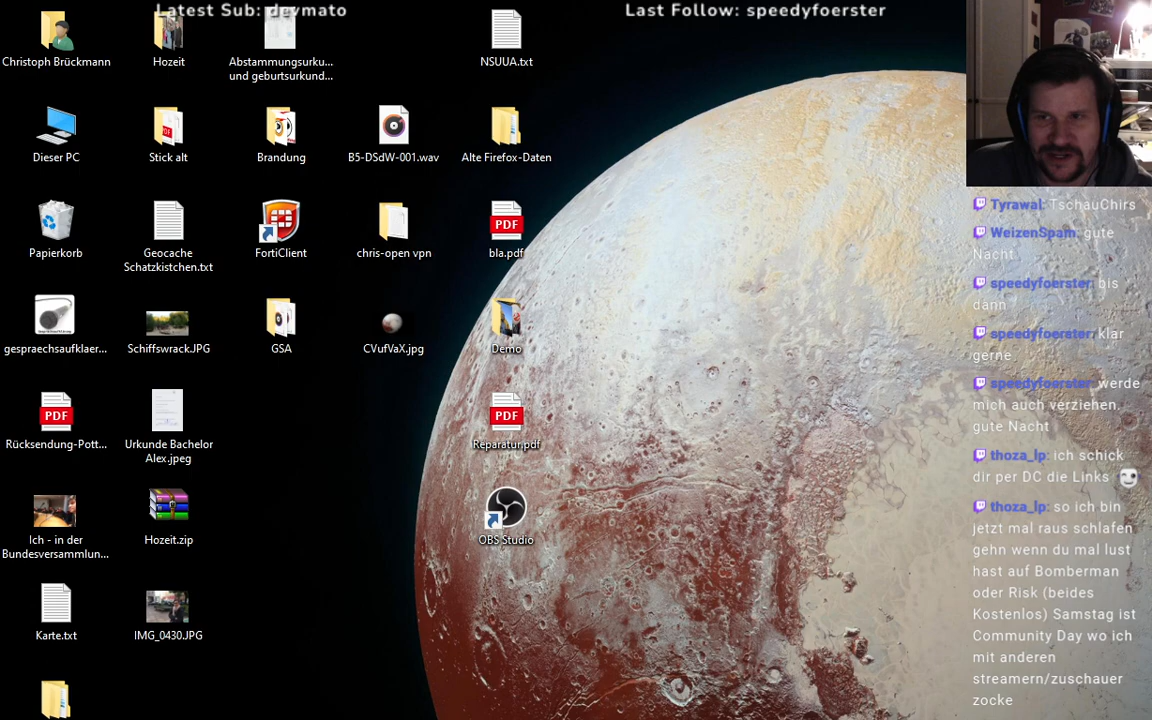 Latest Sub: devmato
Last Follow: speedyfoerster
Christoph Brückmann
Hozeit
Abstammungsurku...
und geburtsurkund...
NSUUA.txt
Dieser PC
Stick alt
Brandung
B5-DSdW-001.wav
Alte Firefox-Daten
Papierkorb
Geocache
Schatzkistchen.txt
FortiClient
chris-open vpn
PDF
bla.pdf
gespraechsaufklaer...
Schiffswrack.JPG
GSA
CVufVaX.jpg
Demo
PDF
Rücksendung-Pott...
Urkunde Bachelor
Alex.jpeg
PDF
Reparatur.pdf
Ich - in der
Bundesversammlun...
Hozeit.zip
OBS Studio
Karte.txt
IMG_0430.JPG
Tyrawal: TschauChirs
WeizenSpam: gute
Nacht
speedyfoerster: bis
dann
speedyfoerster: klar
gerne
speedyfoerster: werde
mich auch verziehen.
gute Nacht
thoza_lp: ich schick
dir per DC die Links
thoza_lp: so ich bin
jetzt mal raus schlafen
gehn wenn du mal lust
hast auf Bomberman
oder Risk (beides
Kostenlos) Samstag ist
Community Day wo ich
mit anderen
streamern/zuschauer
zocke